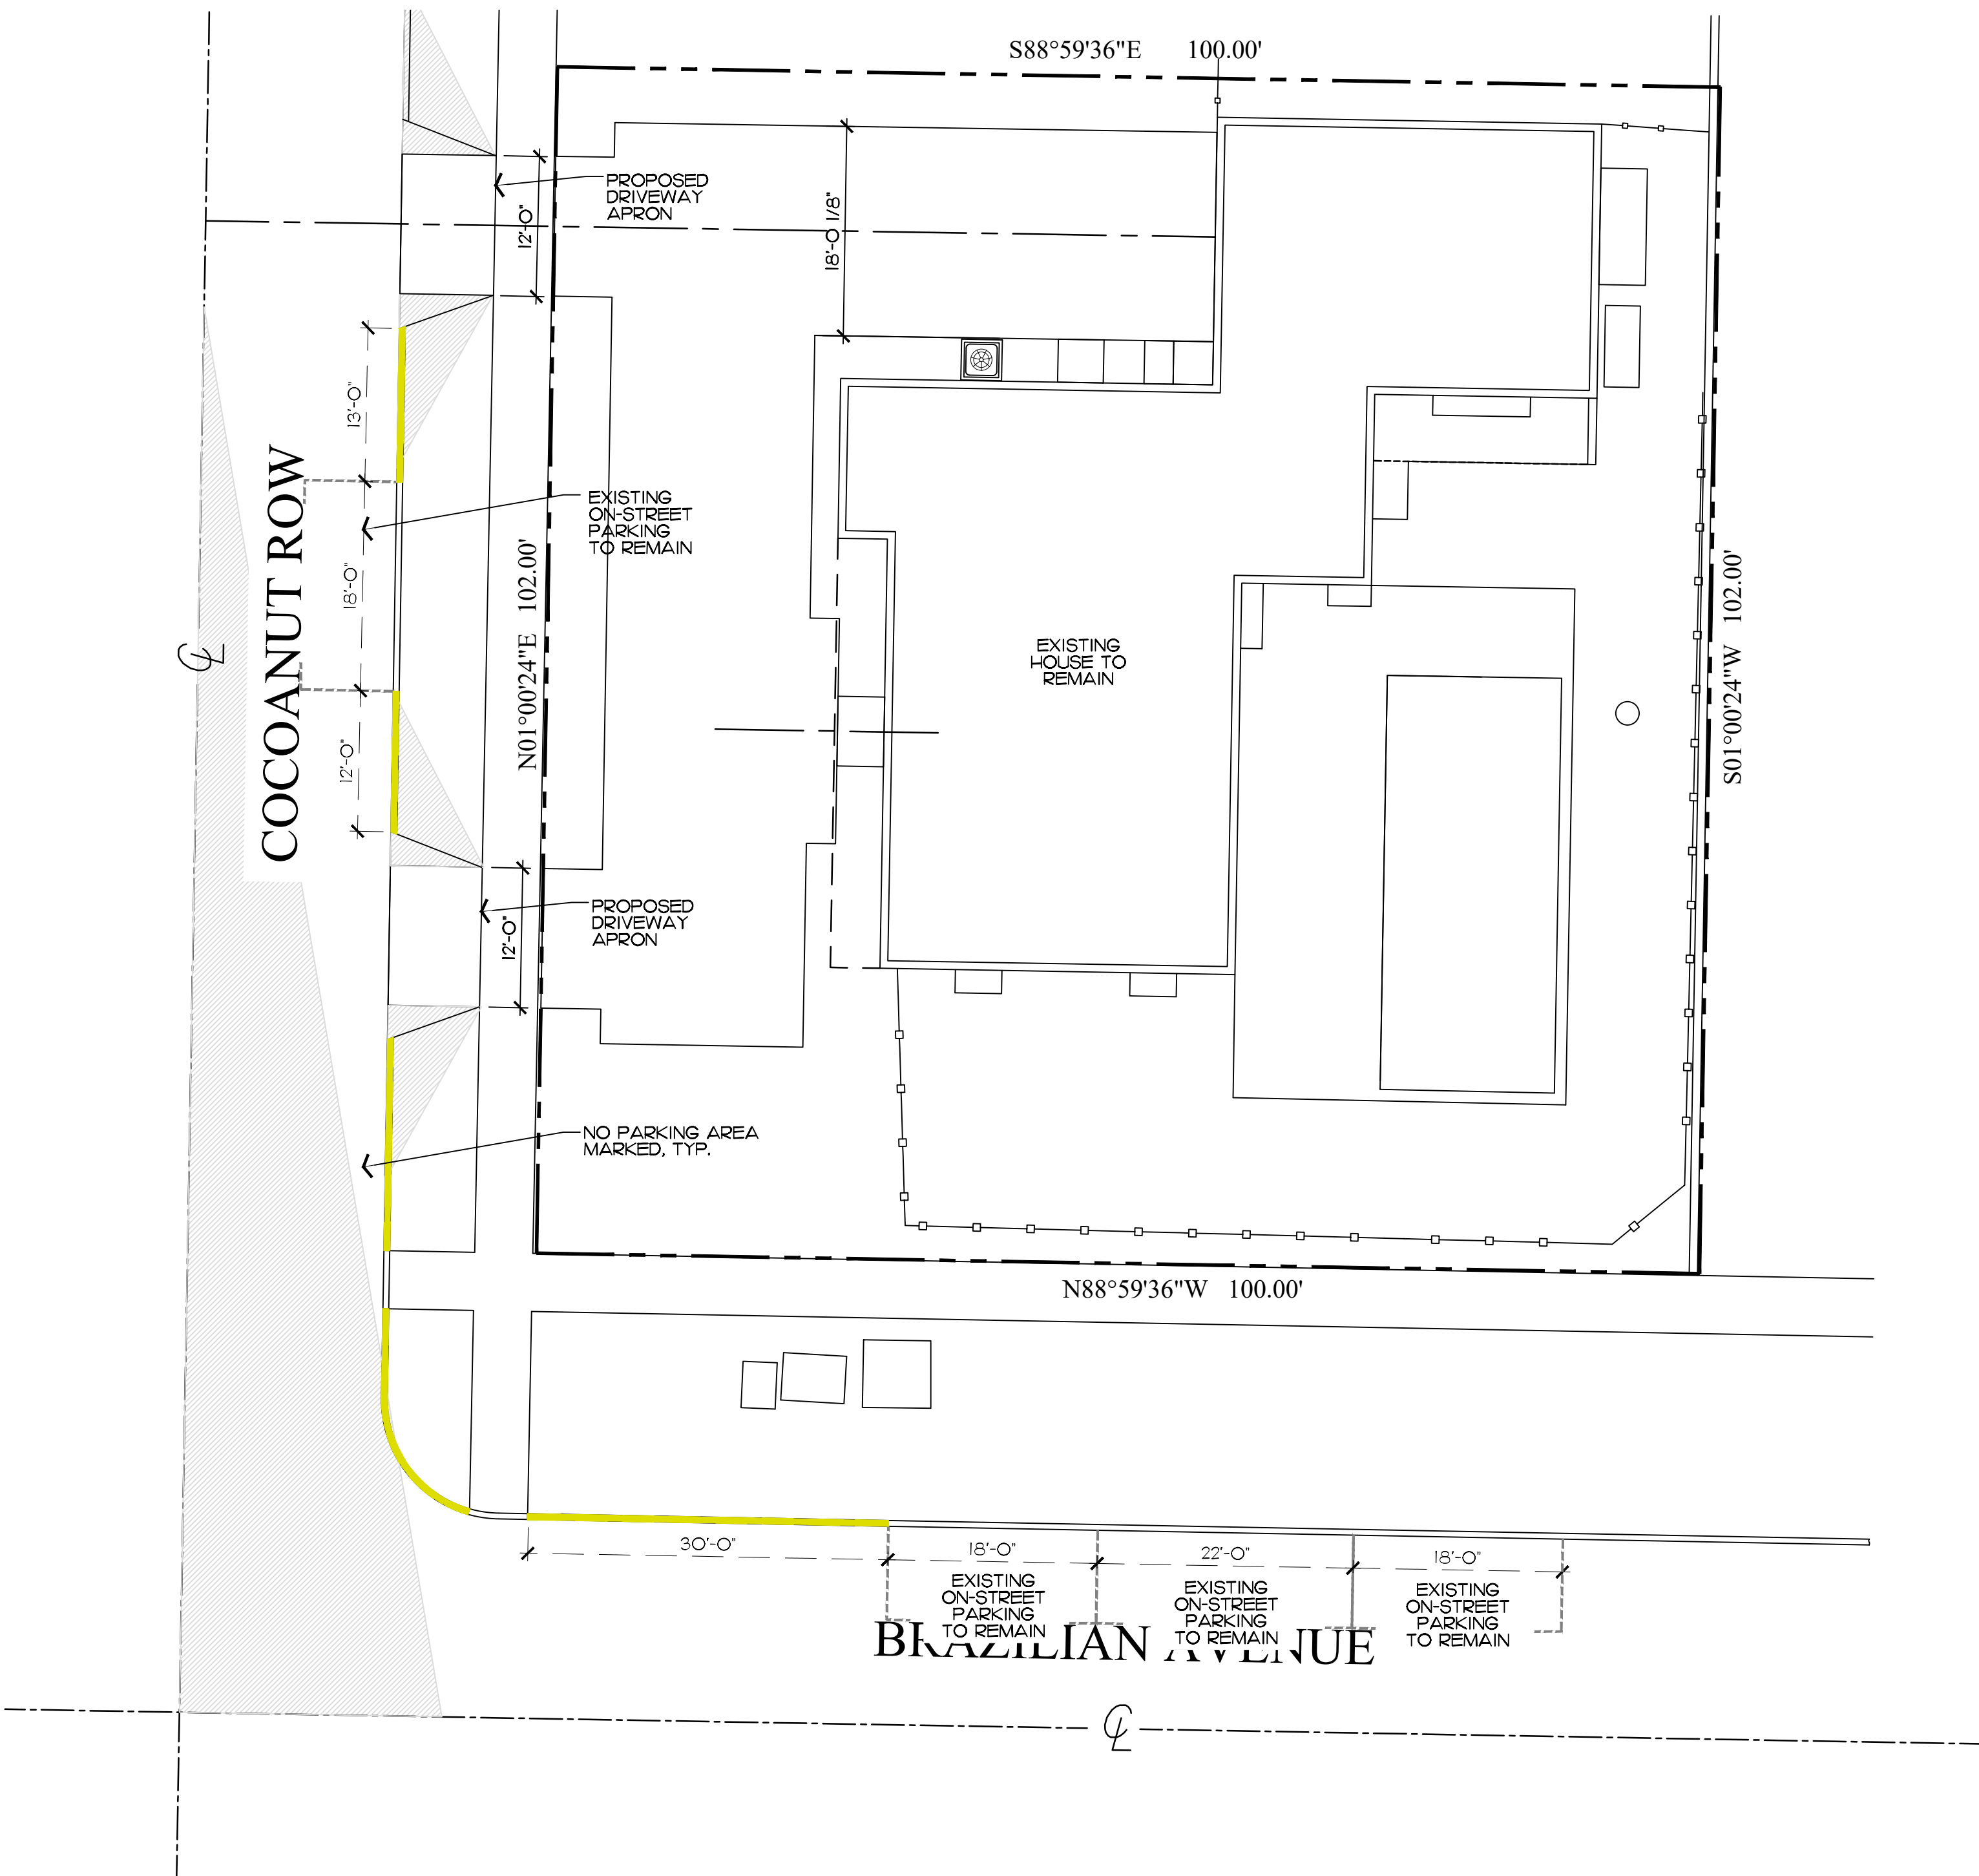 S88°59'36"E 100.00'
PROPOSED
DRIVEWAY
APRON
12'-0"
18'-0 1/8"
13'-0"
EXISTING
ON-STREET
PARKING
TO REMAIN
COCOANUT ROW
18'-0"
N01°00'24"E 102.00'
EXISTING
HOUSE TO
REMAIN
S01°00'24"W 102.00'
CL
12'-0"
PROPOSED
DRIVEWAY
APRON
12'-0"
NO PARKING AREA
MARKED, TYP.
N88°59'36"W 100.00'
30'-0"
18'-0"
22'-0"
18'-0"
EXISTING
ON-STREET
PARKING
TO REMAIN
EXISTING
ON-STREET
PARKING
TO REMAIN
EXISTING
ON-STREET
PARKING
TO REMAIN
BRAZILIAN AVENUE
CL